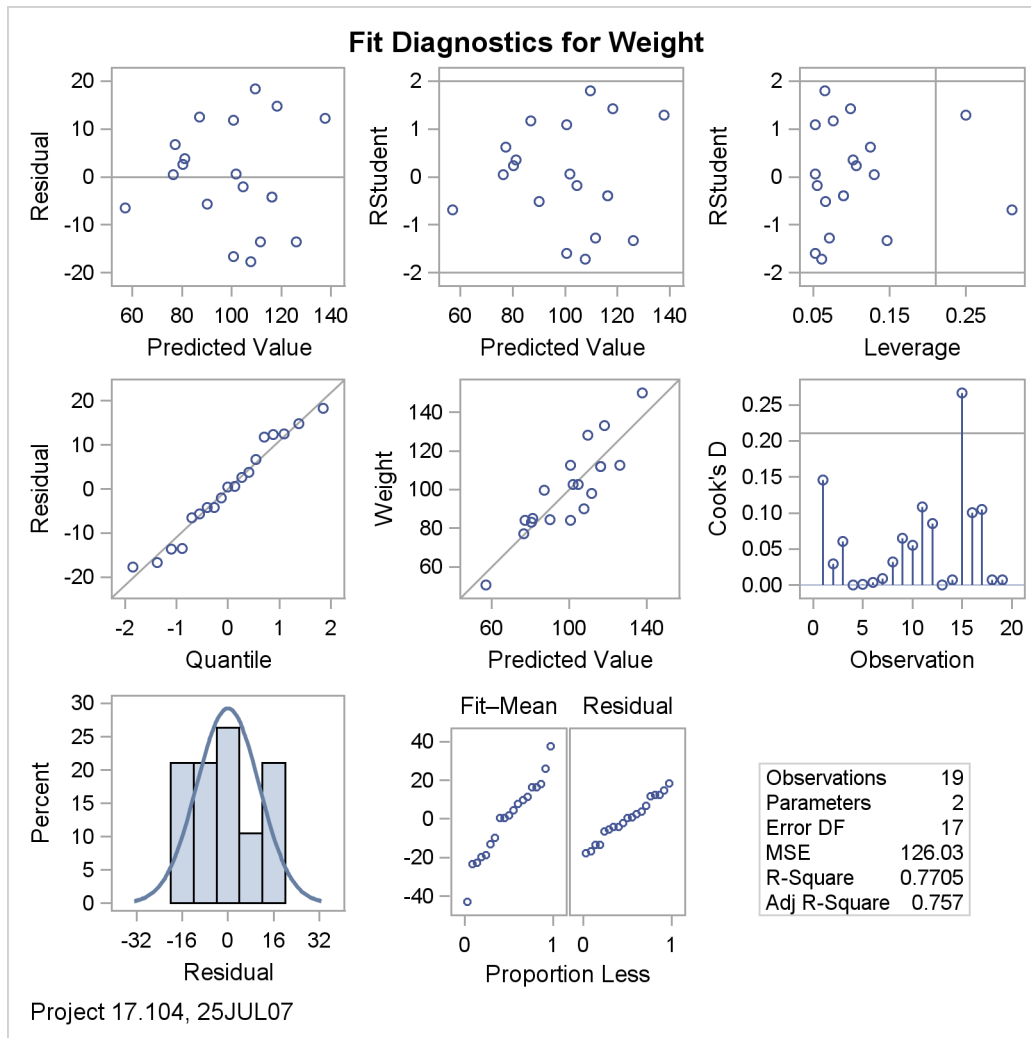 Fit Diagnostics for Weight
20
10
0
-10
-20
Residual
60 80 100 120 140
Predicted Value
2
1
0
-1
-2
RStudent
60 80 100 120 140
Predicted Value
2
1
0
-1
-2
RStudent
0.05 0.15 0.25
Leverage
20
10
0
-10
-20
Residual
-2 -1 0 1 2
Quantile
140
120
100
80
60
Weight
60 100 140
Predicted Value
0.25
0.20
0.15
0.10
0.05
0.00
Cook's D
0 5 10 15 20
Observation
30
25
20
15
10
5
0
Percent
-32 -16 0 16 32
Residual
Fit–Mean Residual
40
20
0
-20
-40
0 1 0 1
Proportion Less
Observations 19
Parameters 2
Error DF 17
MSE 126.03
R-Square 0.7705
Adj R-Square 0.757
Project 17.104, 25JUL07